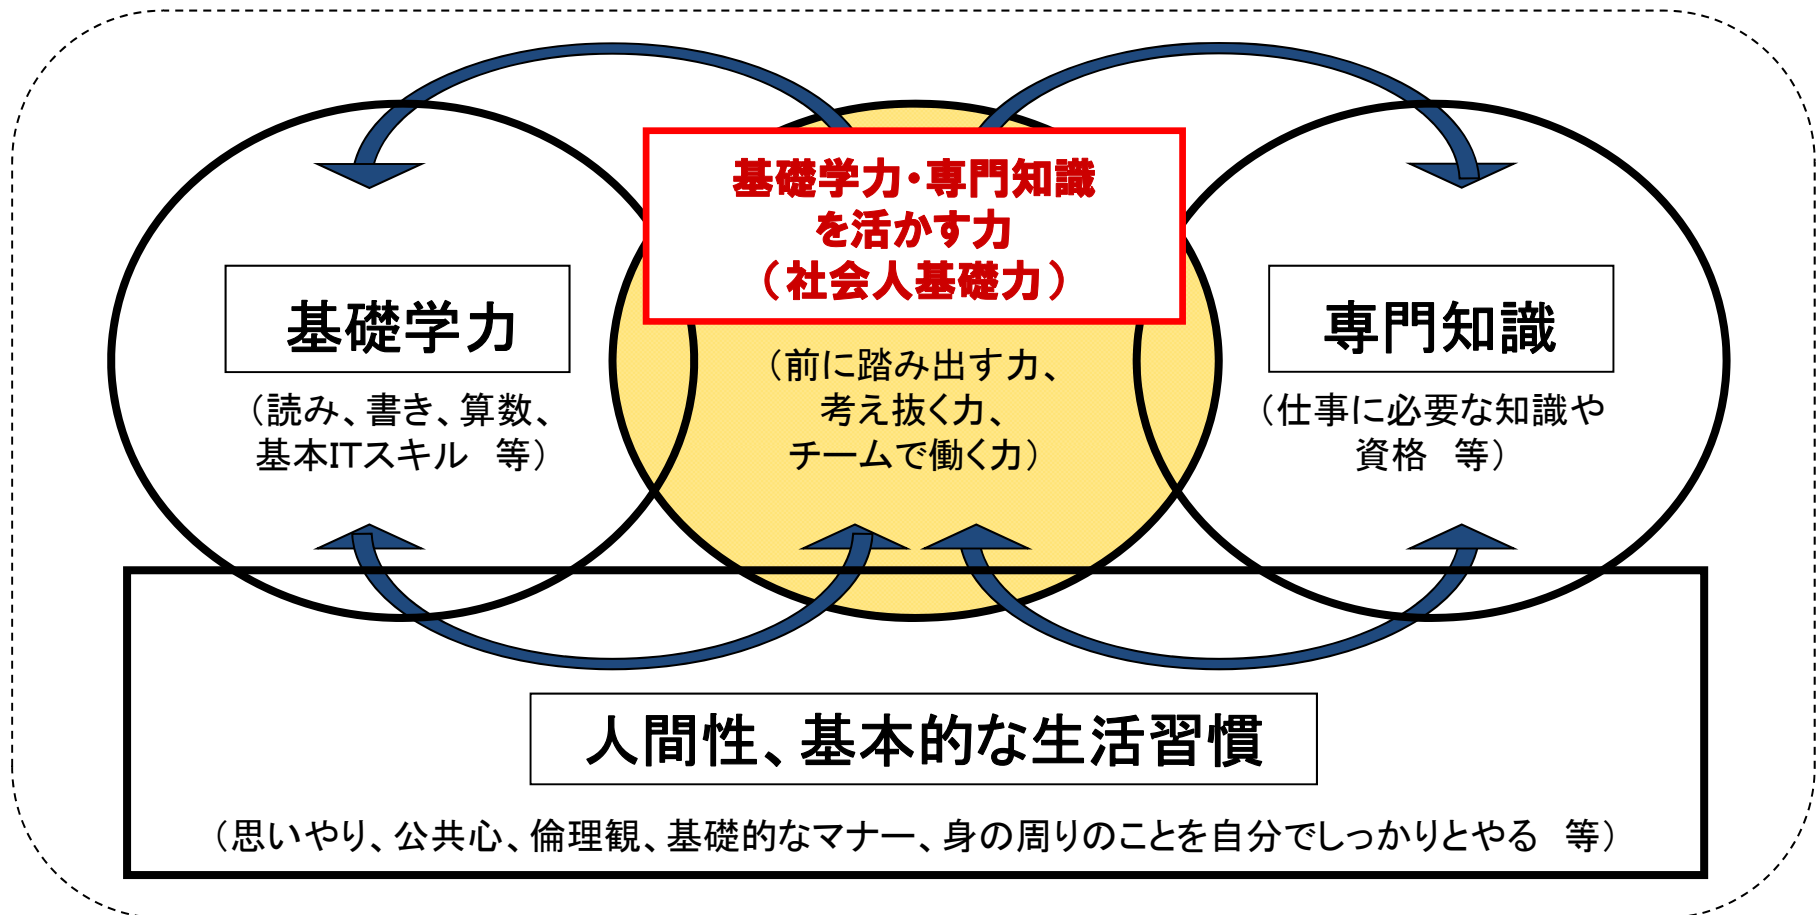 基礎学力・専門知識
を活かす力
（社会人基礎力）
基礎学力
（読み、書き、算数、
基本ITスキル　等）
（前に踏み出す力、
考え抜く力、
チームで働く力）
専門知識
（仕事に必要な知識や
資格　等）
人間性、基本的な生活習慣
（思いやり、公共心、倫理観、基礎的なマナー、身の周りのことを自分でしっかりとやる　等）